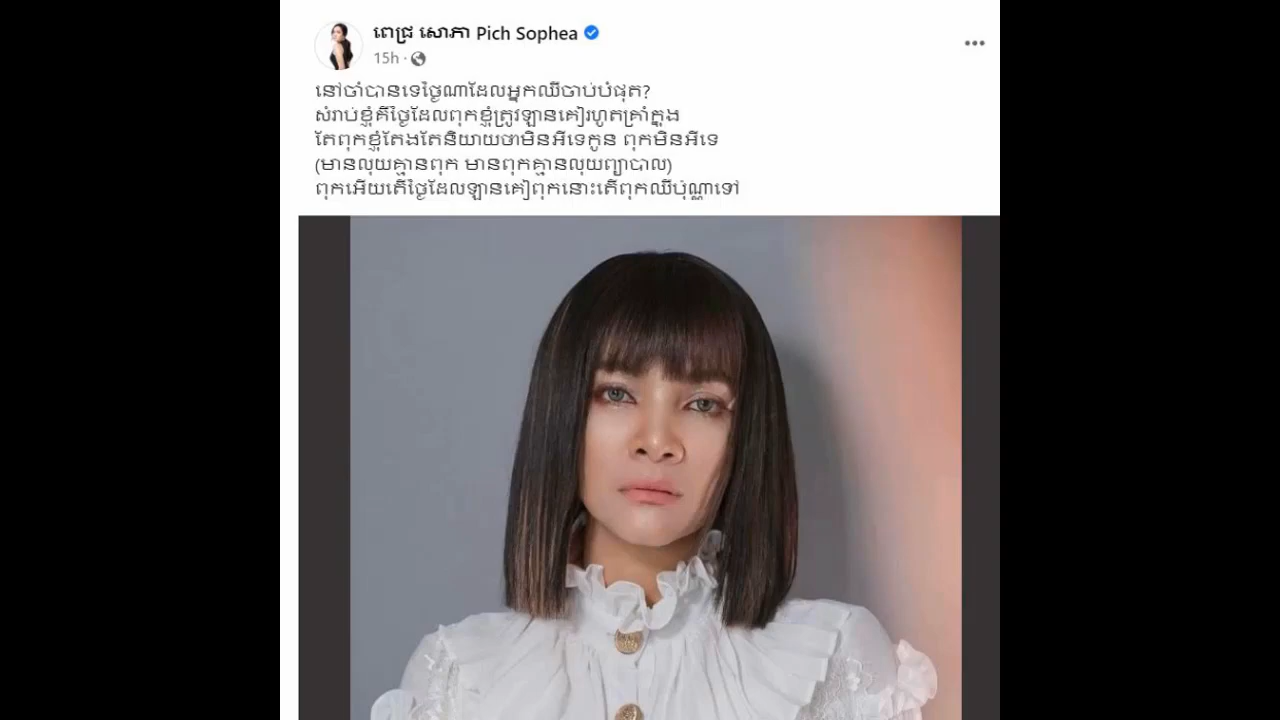 ពេជ្រ សោភា Pich Sophea
15h ·
នៅចាំបានទេថ្ងៃណាដែលអ្នកឈឺចាប់បំផុត?
សំរាប់ខ្ញុំគឺថ្ងៃដែលពុកខ្ញុំត្រូវឡានគៀរហូតគ្រាំក្នុង
តែពុកខ្ញុំតែងតែនិយាយថាមិនអីទេកូន ពុកមិនអីទេ
(មានលុយគ្មានពុក មានពុកគ្មានលុយព្យាបាល)
ពុកអើយតើថ្ងៃដែលឡានគៀពុកនោះតើពុកឈឺប៉ុណ្ណាទៅ